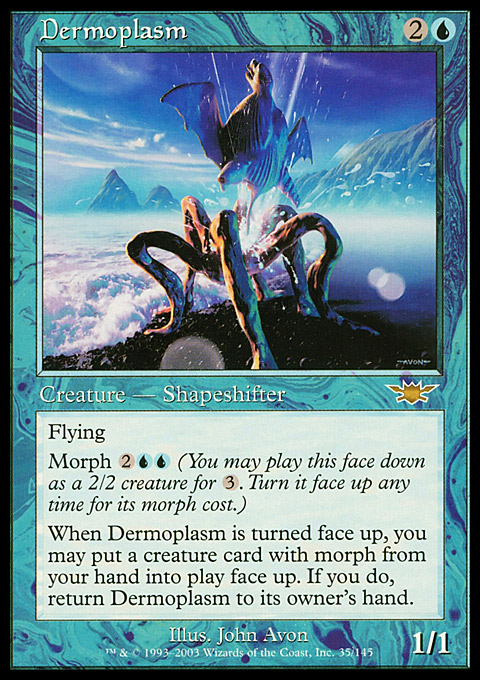 Dermoplasm 2
AVON
Creature — Shapeshifter
Flying
Morph 2 (You may play this face down
as a 2/2 creature for 3. Turn it face up any
time for its morph cost.)
When Dermoplasm is turned face up, you
may put a creature card with morph from
your hand into play face up. If you do,
return Dermoplasm to its owner's hand.
Illus. John Avon
™ & © 1993–2003 Wizards of the Coast, Inc. 35/145
1/1